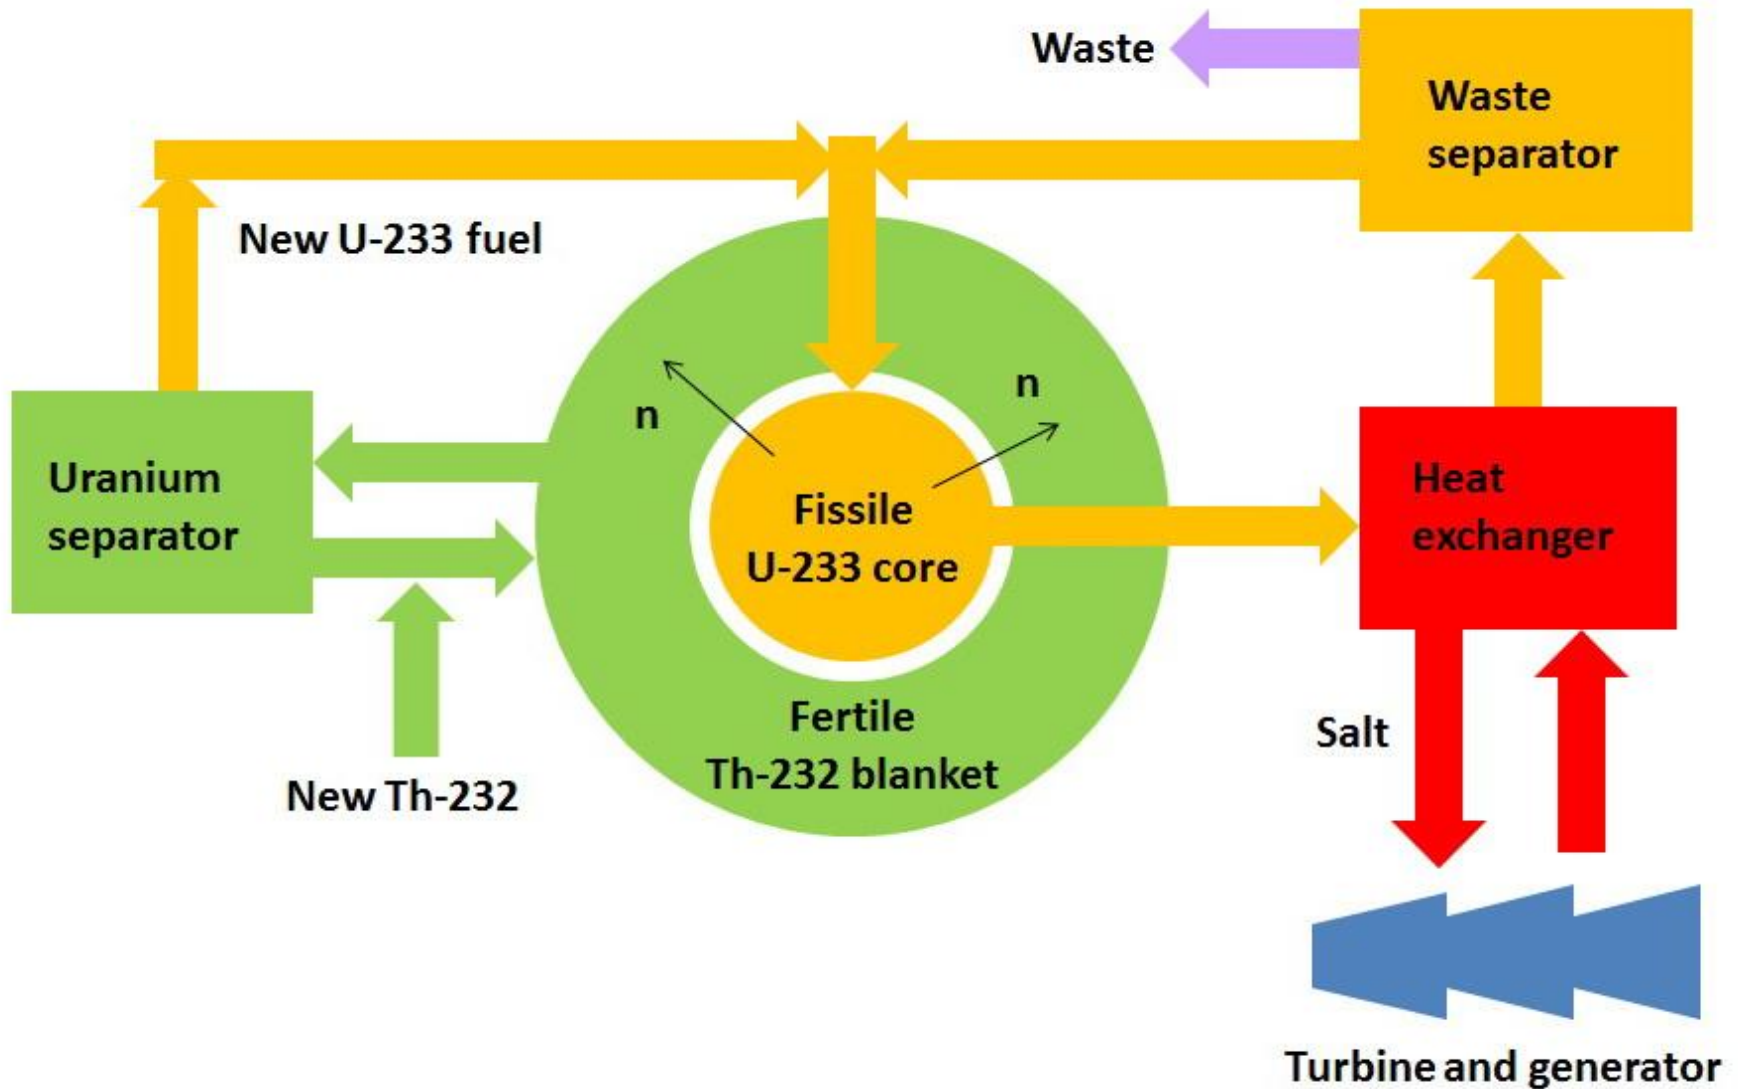 Waste
Waste
separator
New U-233 fuel
n
n
Uranium
separator
Fissile
U-233 core
Heat
exchanger
Fertile
Th-232 blanket
New Th-232
Salt
Turbine and generator